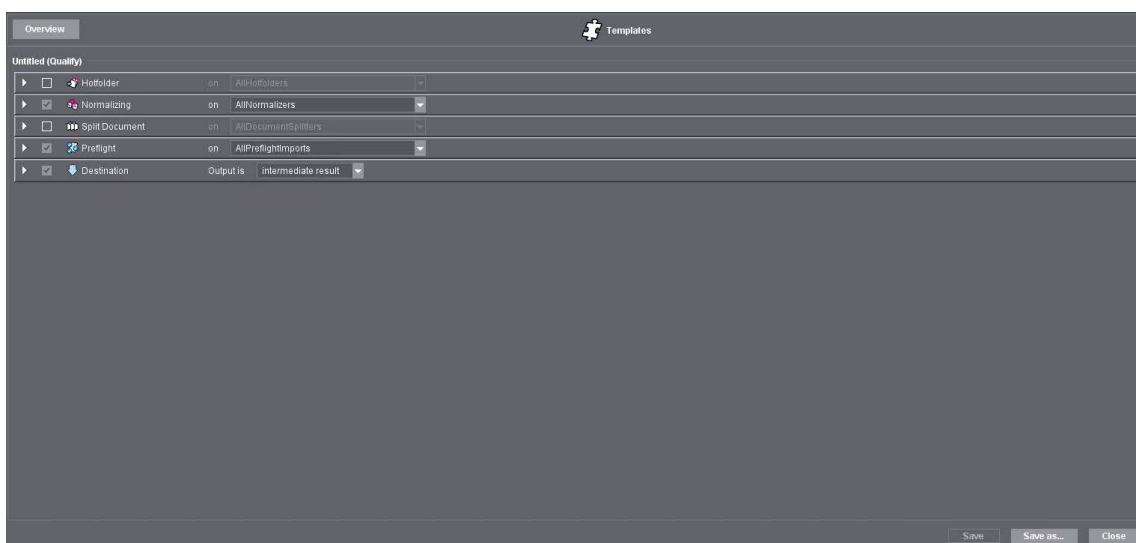 Overview
Templates
Untitled (Qualify)
Hotfolder on AllHotfolders
Normalizing on AllNormalizers
Split Document on AllDocumentSplitters
Preflight on AllPreflightImports
Destination Output is intermediate result
Save Save as... Close